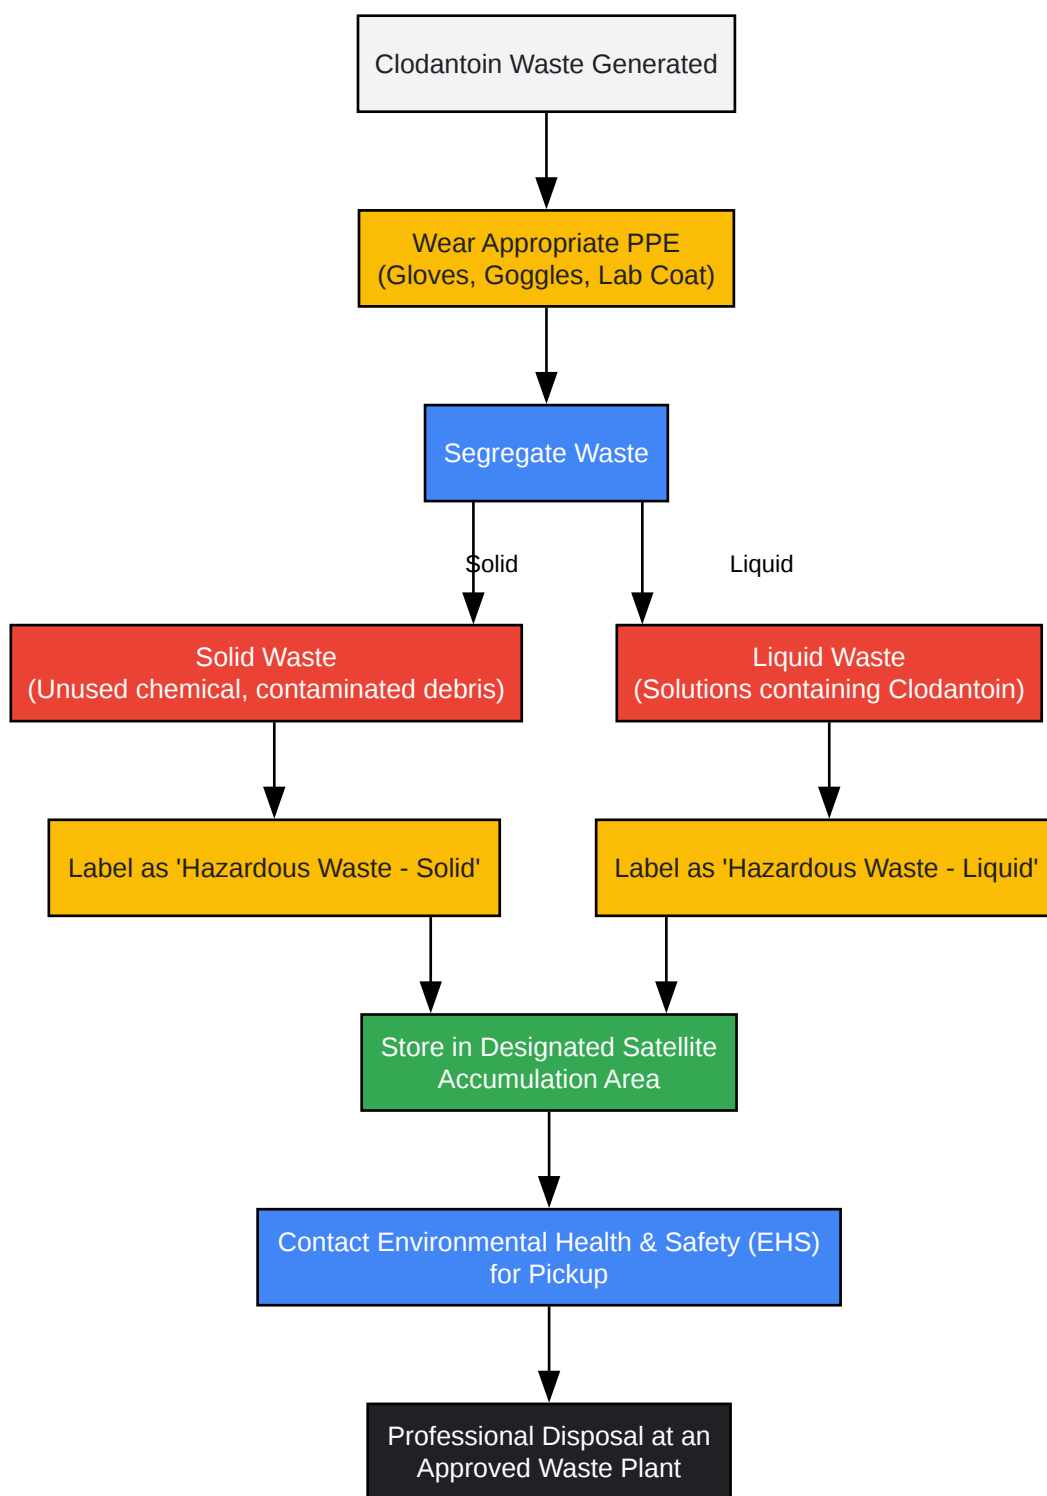 Clodantoin Waste Generated
Wear Appropriate PPE
(Gloves, Goggles, Lab Coat)
Segregate Waste
Solid
Liquid
Solid Waste
(Unused chemical, contaminated debris)
Liquid Waste
(Solutions containing Clodantoin)
Label as 'Hazardous Waste - Solid'
Label as 'Hazardous Waste - Liquid'
Store in Designated Satellite
Accumulation Area
Contact Environmental Health & Safety (EHS)
for Pickup
Professional Disposal at an
Approved Waste Plant